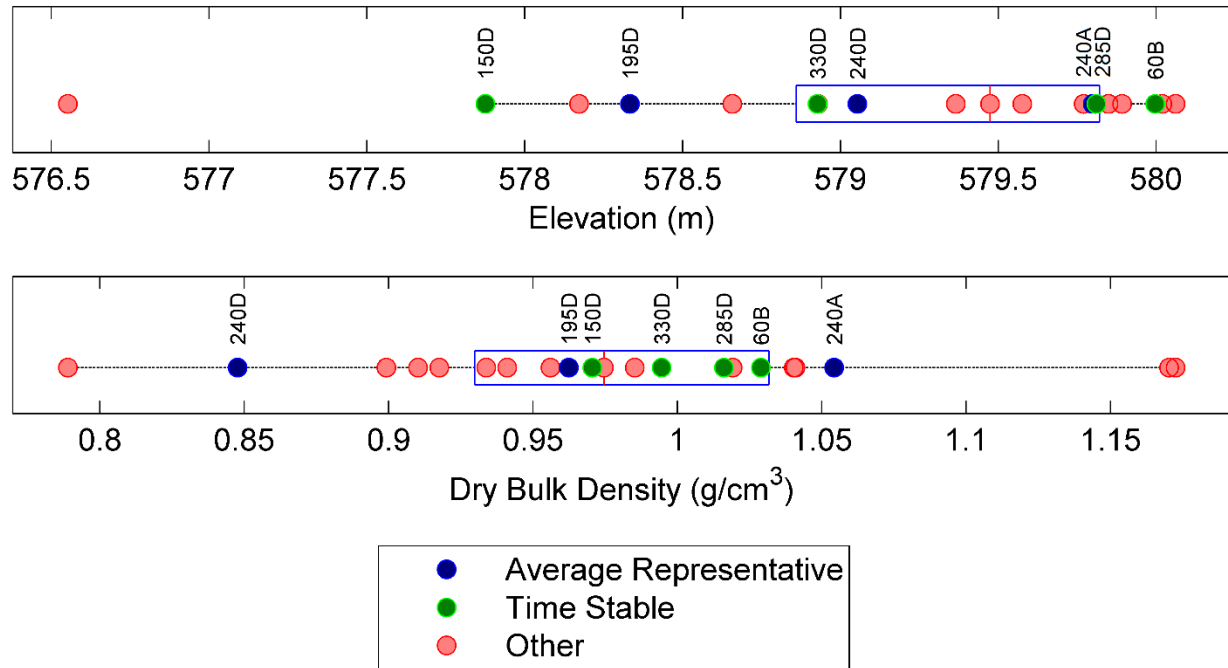 150D 195D 330D 240D 240A 285D 60B
576.5 577 577.5 578 578.5 579 579.5 580
Elevation (m)
240D 195D 150D 330D 285D 60B 240A
0.8 0.85 0.9 0.95 1 1.05 1.1 1.15
Dry Bulk Density (g/cm³)
Average Representative
Time Stable
Other